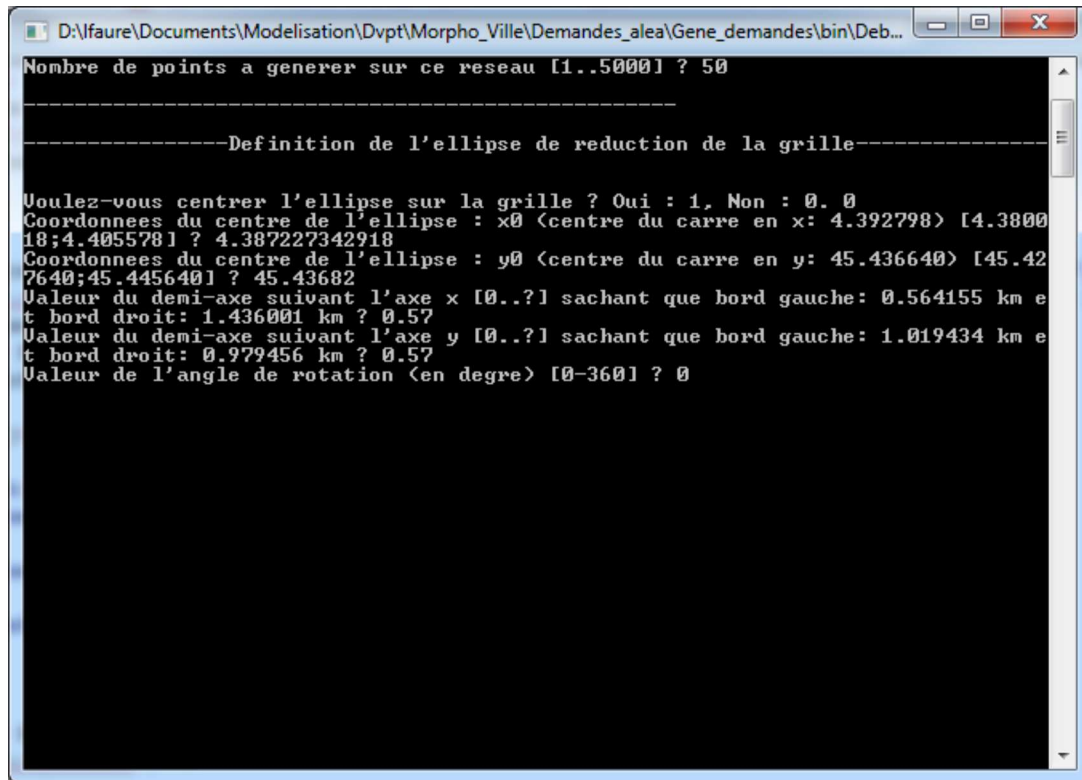 D:\lfaure\Documents\Modelisation\Dvpt\Morpho_Ville\Demandes_alea\Gene_demandes\bin\Deb...
Nombre de points a generer sur ce reseau [1..5000] ? 50
----------------------------------------------------
----------------Definition de l'ellipse de reduction de la grille---------------
Voulez-vous centrer l'ellipse sur la grille ? Oui : 1, Non : 0. 0
Coordonnees du centre de l'ellipse : x0 (centre du carre en x: 4.392798) [4.3800
18;4.405578] ? 4.387227342918
Coordonnees du centre de l'ellipse : y0 (centre du carre en y: 45.436640) [45.42
7640;45.445640] ? 45.43682
Valeur du demi-axe suivant l'axe x [0..?] sachant que bord gauche: 0.564155 km e
t bord droit: 1.436001 km ? 0.57
Valeur du demi-axe suivant l'axe y [0..?] sachant que bord gauche: 1.019434 km e
t bord droit: 0.979456 km ? 0.57
Valeur de l'angle de rotation (en degre) [0-360] ? 0